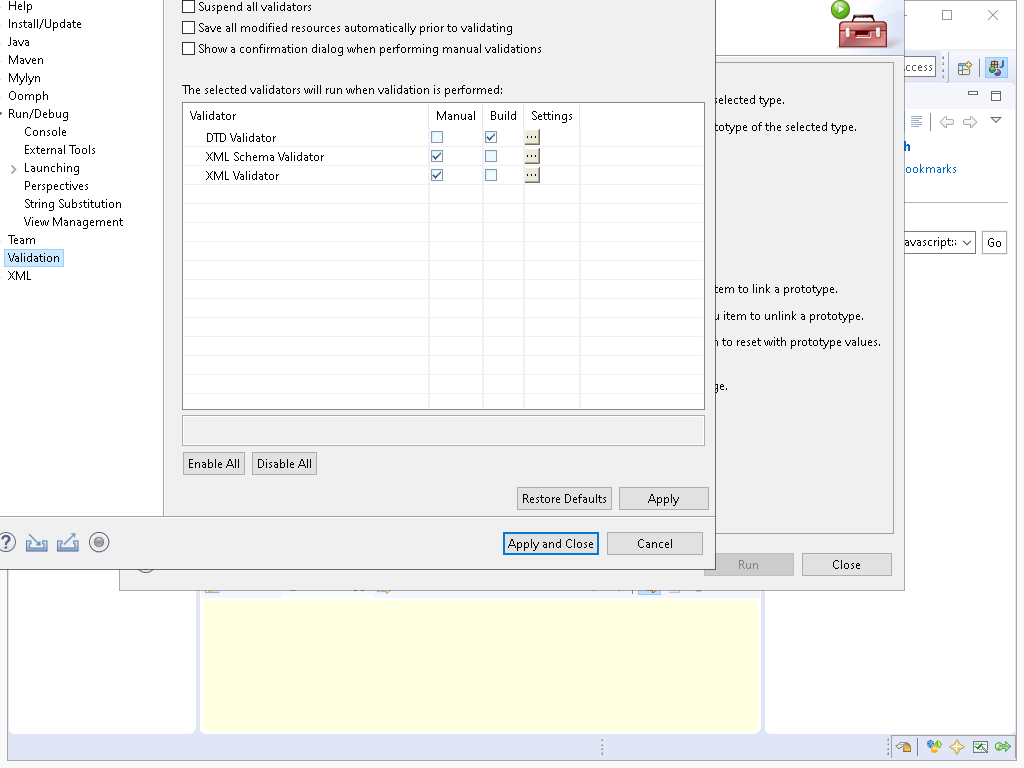 Help
Install/Update
Java
Maven
Mylyn
Oomph
Run/Debug
Console
External Tools
Launching
Perspectives
String Substitution
View Management
Team
Validation
XML
Suspend all validators
Save all modified resources automatically prior to validating
Show a confirmation dialog when performing manual validations
The selected validators will run when validation is performed:
Validator Manual Build Settings
DTD Validator ...
XML Schema Validator ...
XML Validator ...
Enable All Disable All
Restore Defaults Apply
Apply and Close Cancel
selected type.
totype of the selected type.
tem to link a prototype.
u item to unlink a prototype.
n to reset with prototype values.
ge.
Run Close
ccess
h
ookmarks
avascript: Go